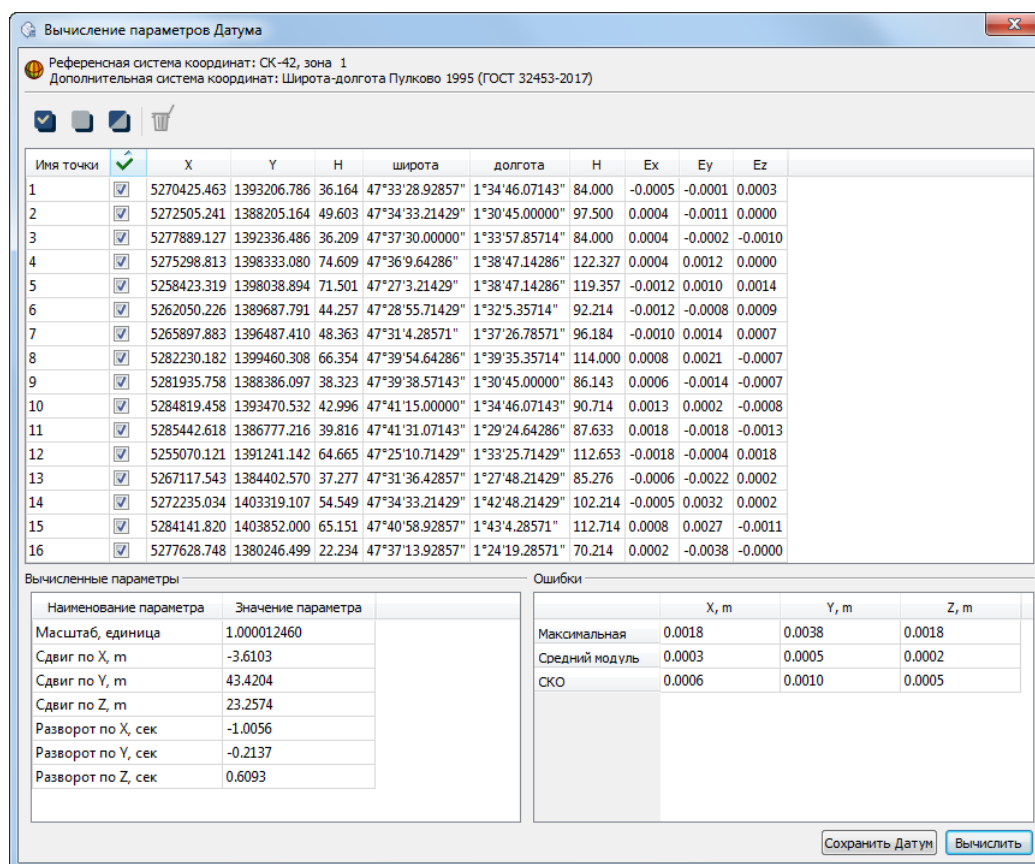 Вычисление параметров Датума
Референсная система координат: СК-42, зона 1
Дополнительная система координат: Широта-долгота Пулково 1995 (ГОСТ 32453-2017)
Имя точки X Y H широта долгота H Ex Ey Ez
1 5270425.463 1393206.786 36.164 47°33'28.92857" 1°34'46.07143" 84.000 -0.0005 -0.0001 0.0003
2 5272505.241 1388205.164 49.603 47°34'33.21429" 1°30'45.00000" 97.500 0.0004 -0.0011 0.0000
3 5277889.127 1392336.486 36.209 47°37'30.00000" 1°33'57.85714" 84.000 0.0004 -0.0002 -0.0010
4 5275298.813 1398333.080 74.609 47°36'9.64286" 1°38'47.14286" 122.327 0.0004 0.0012 0.0000
5 5258423.319 1398038.894 71.501 47°27'3.21429" 1°38'47.14286" 119.357 -0.0012 0.0010 0.0014
6 5262050.226 1389687.791 44.257 47°28'55.71429" 1°32'5.35714" 92.214 -0.0012 -0.0008 0.0009
7 5265897.883 1396487.410 48.363 47°31'4.28571" 1°37'26.78571" 96.184 -0.0010 0.0014 0.0007
8 5282230.182 1399460.308 66.354 47°39'54.64286" 1°39'35.35714" 114.000 0.0008 0.0021 -0.0007
9 5281935.758 1388386.097 38.323 47°39'38.57143" 1°30'45.00000" 86.143 0.0006 -0.0014 -0.0007
10 5284819.458 1393470.532 42.996 47°41'15.00000" 1°34'46.07143" 90.714 0.0013 0.0002 -0.0008
11 5285442.618 1386777.216 39.816 47°41'31.07143" 1°29'24.64286" 87.633 0.0018 -0.0018 -0.0013
12 5255070.121 1391241.142 64.665 47°25'10.71429" 1°33'25.71429" 112.653 -0.0018 -0.0004 0.0018
13 5267117.543 1384402.570 37.277 47°31'36.42857" 1°27'48.21429" 85.276 -0.0006 -0.0022 0.0002
14 5272235.034 1403319.107 54.549 47°34'33.21429" 1°42'48.21429" 102.214 -0.0005 0.0032 0.0002
15 5284141.820 1403852.000 65.151 47°40'58.92857" 1°43'4.28571" 112.714 0.0008 0.0027 -0.0011
16 5277628.748 1380246.499 22.234 47°37'13.92857" 1°24'19.28571" 70.214 0.0002 -0.0038 -0.0000
Вычисленные параметры
Наименование параметра Значение параметра
Масштаб, единица 1.000012460
Сдвиг по X, m -3.6103
Сдвиг по Y, m 43.4204
Сдвиг по Z, m 23.2574
Разворот по X, сек -1.0056
Разворот по Y, сек -0.2137
Разворот по Z, сек 0.6093
Ошибки
X, m Y, m Z, m
Максимальная 0.0018 0.0038 0.0018
Средний модуль 0.0003 0.0005 0.0002
СКО 0.0006 0.0010 0.0005
Сохранить Датум Вычислить